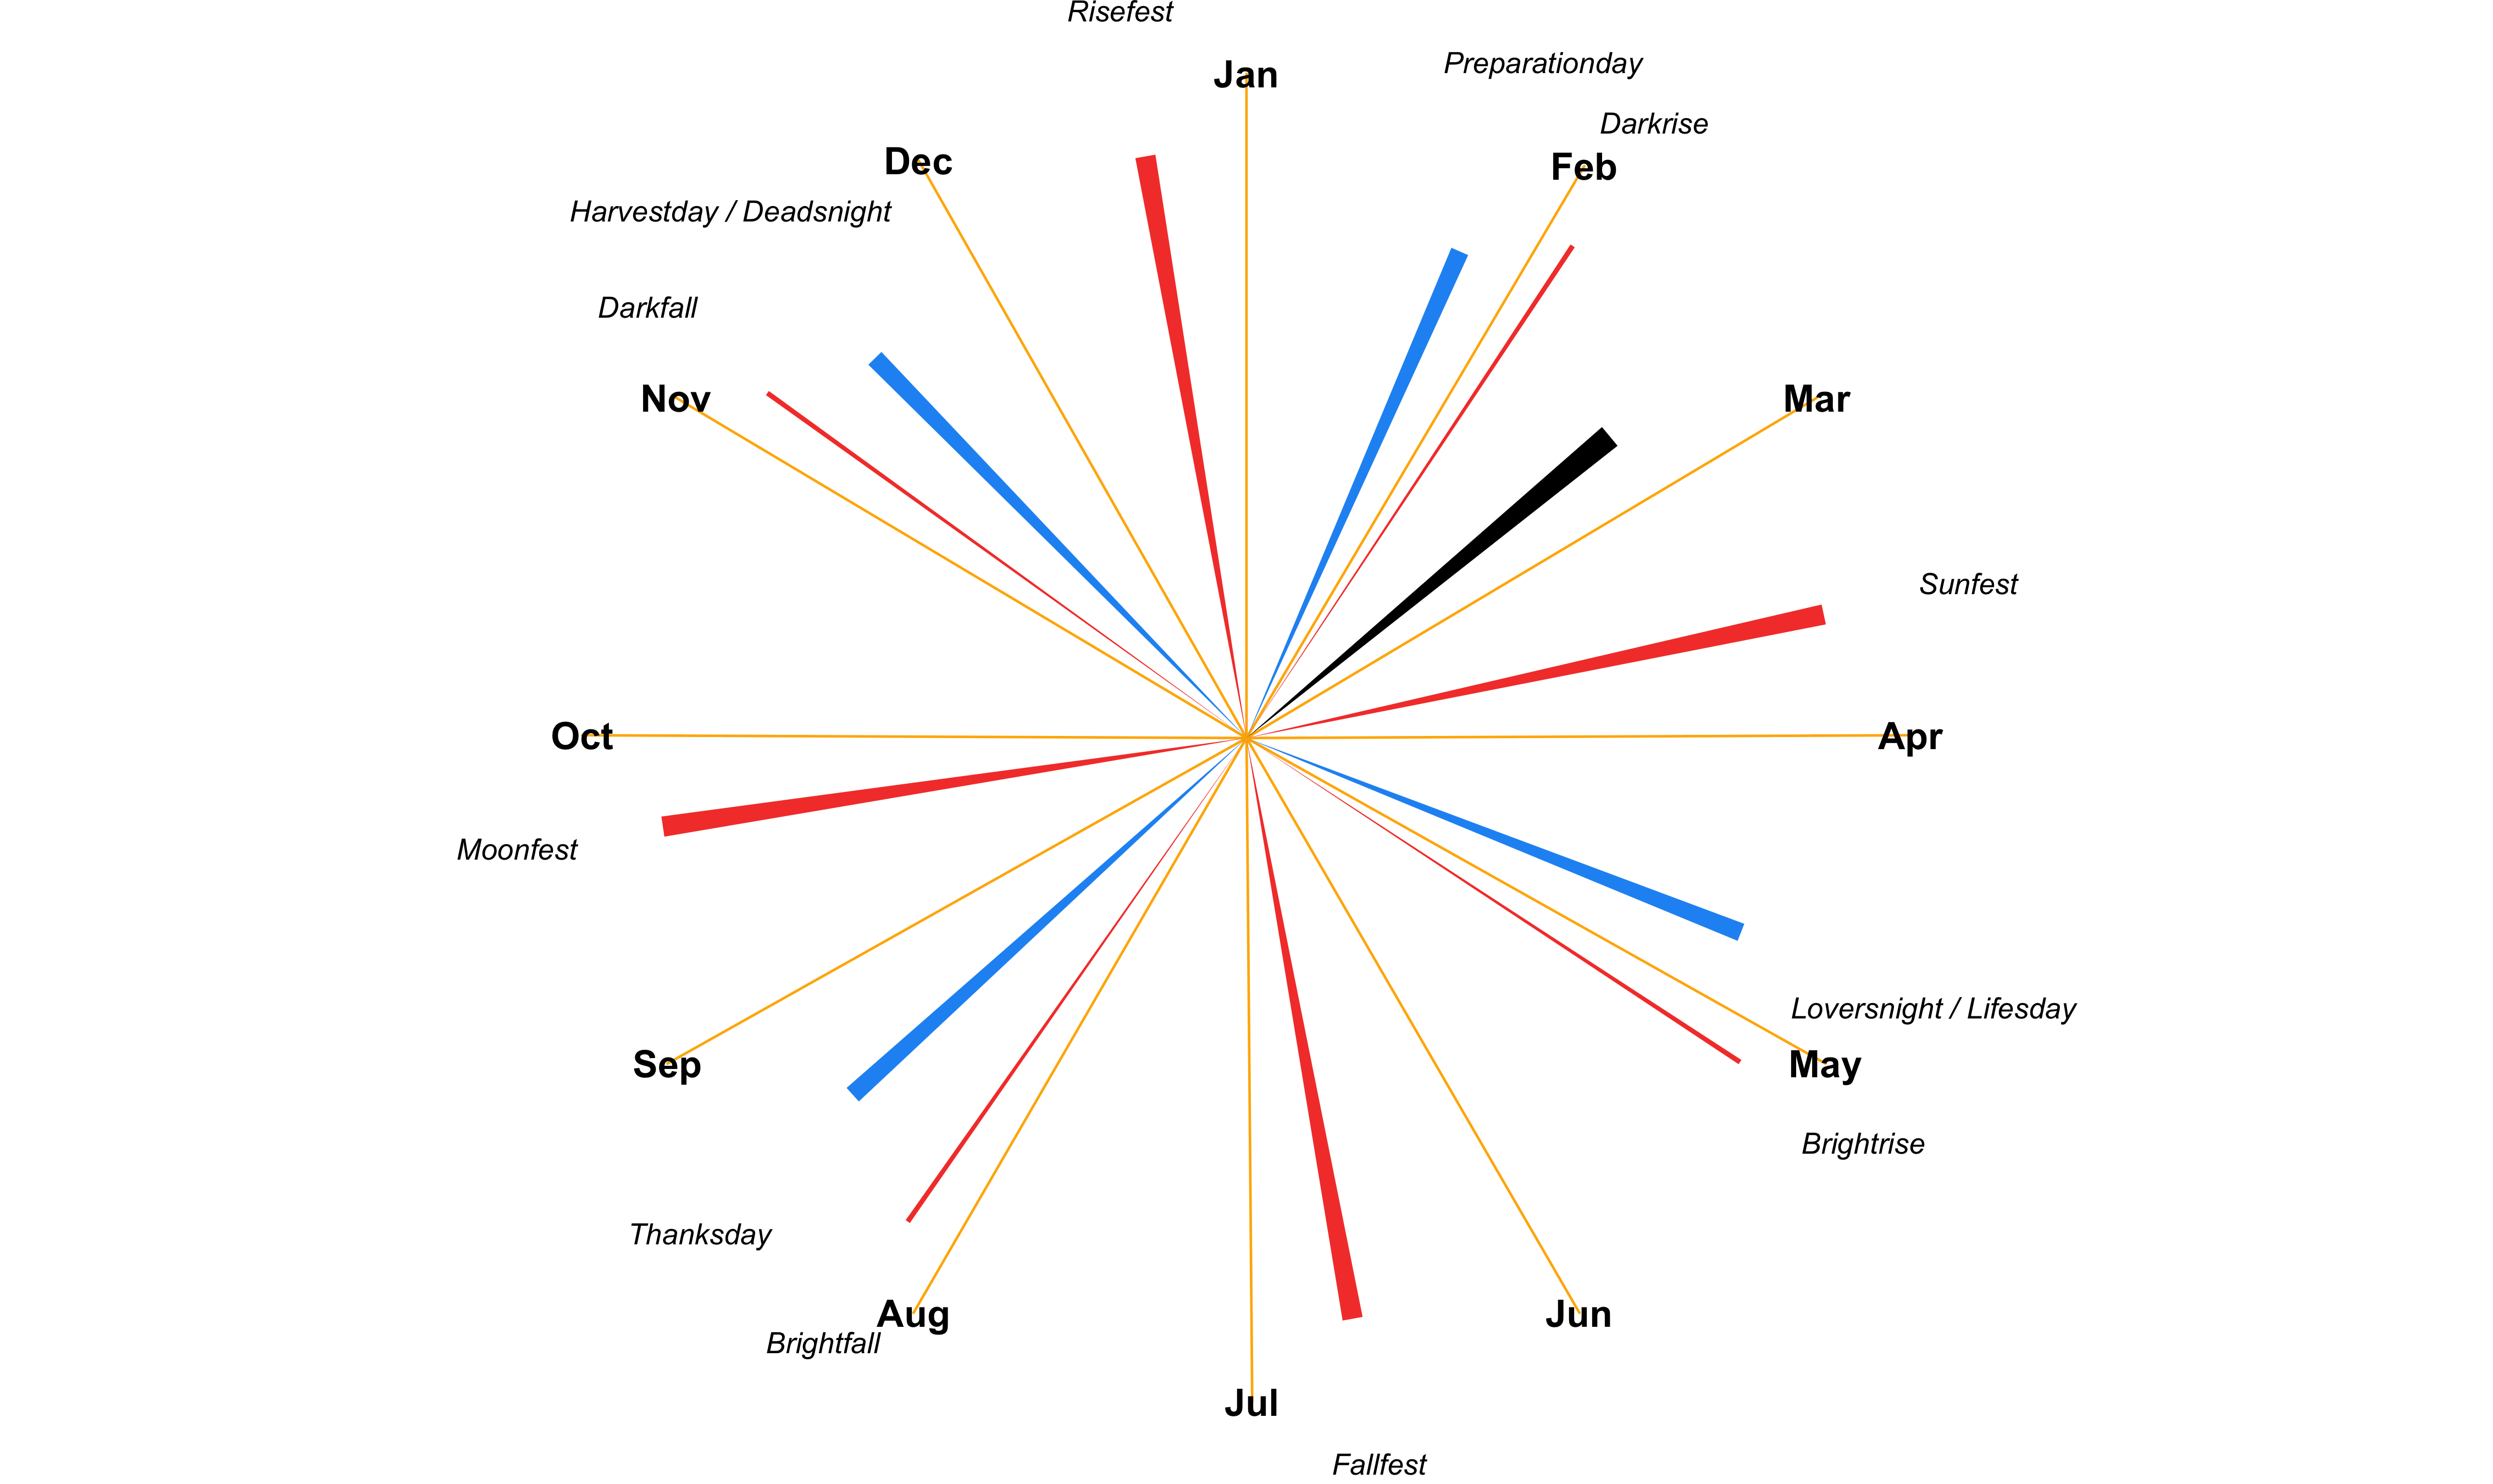 Risefest
Preparationday
Jan
Darkrise
Dec
Feb
Harvestday / Deadsnight
Darkfall
Nov
Mar
Sunfest
Oct
Apr
Moonfest
Loversnight / Lifesday
Sep
May
Brightrise
Thanksday
Aug
Jun
Brightfall
Jul
Fallfest